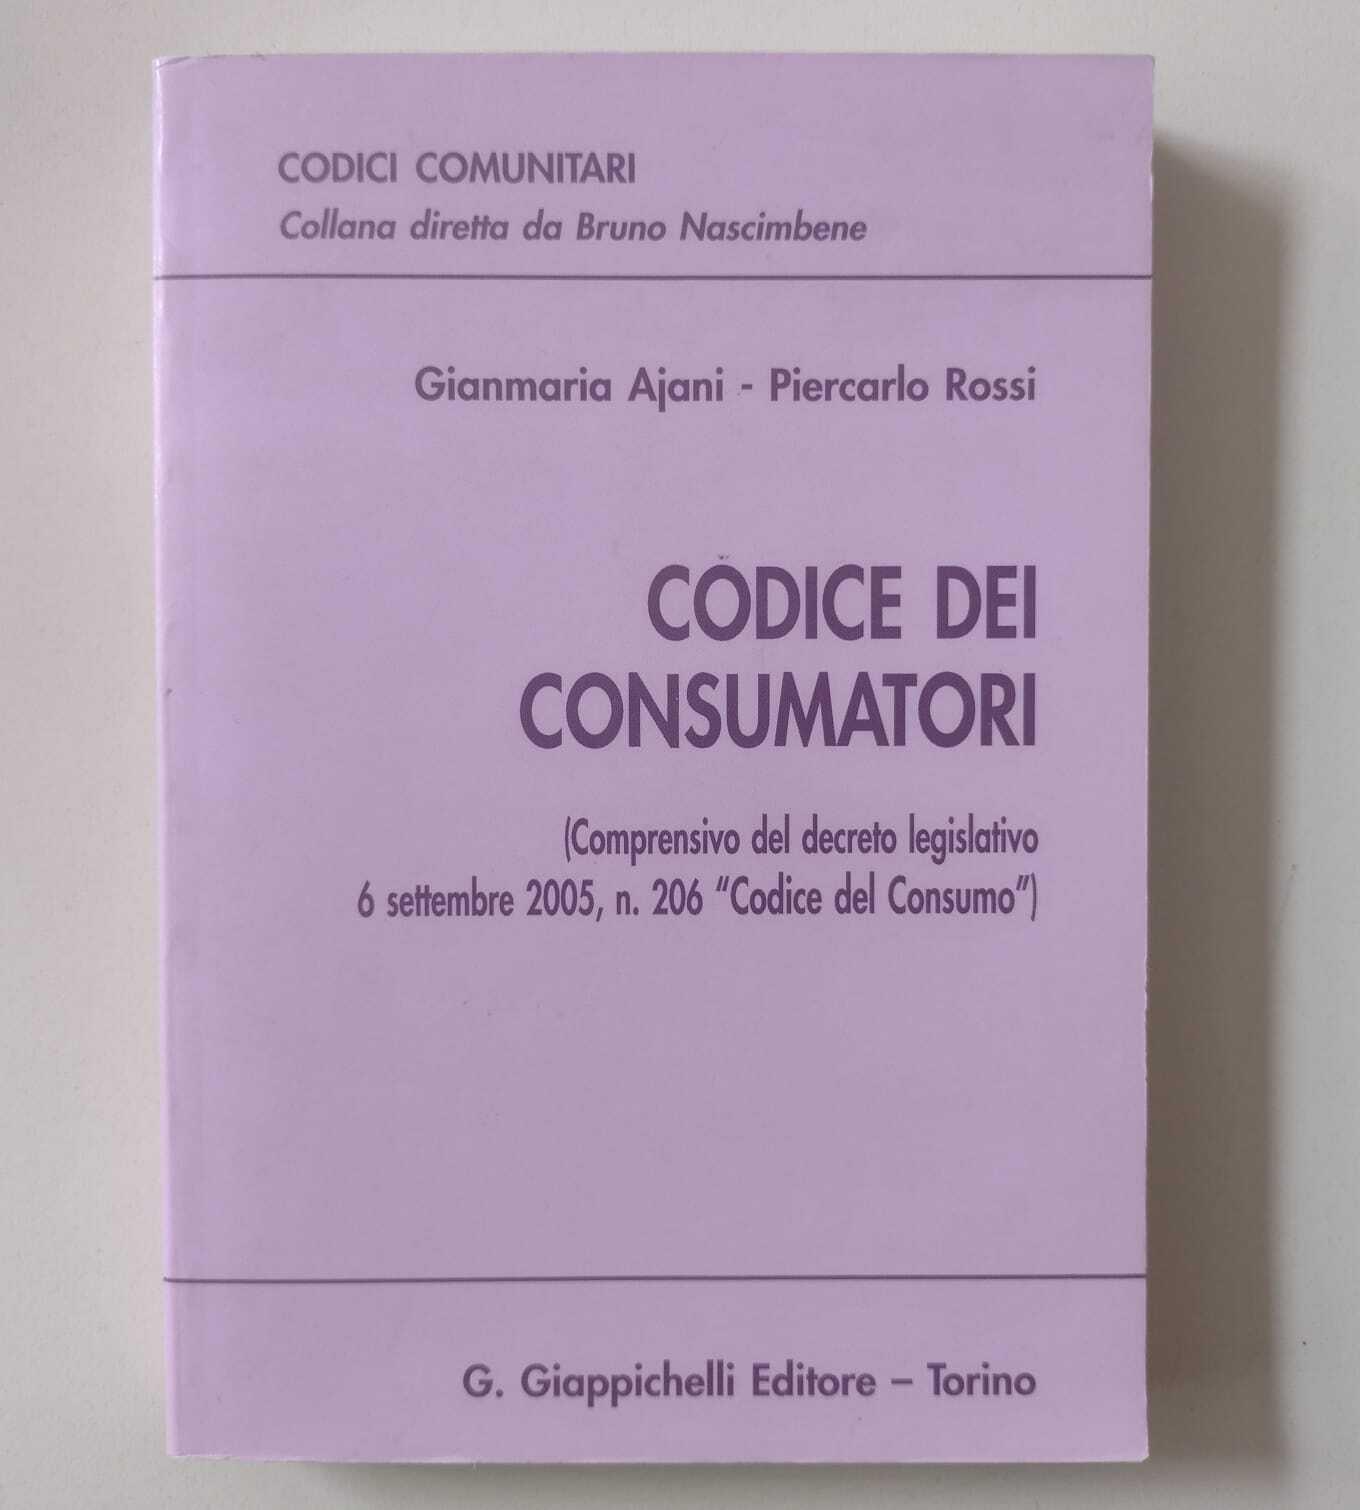 CODICI COMUNITARI
Collana diretta da Bruno Nascimbene
Gianmaria Ajani - Piercarlo Rossi
CODICE DEI
CONSUMATORI
(Comprensivo del decreto legislativo
6 settembre 2005, n. 206 “Codice del Consumo”)
G. Giappichelli Editore – Torino